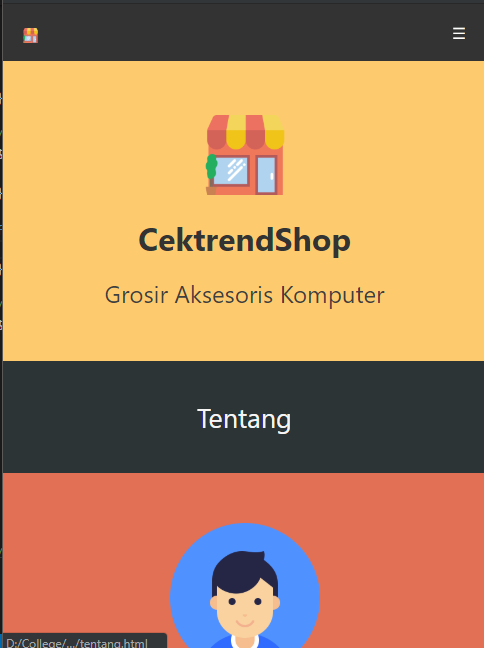 CektrendShop
Grosir Aksesoris Komputer
Tentang
D:/College/.../tentang.html